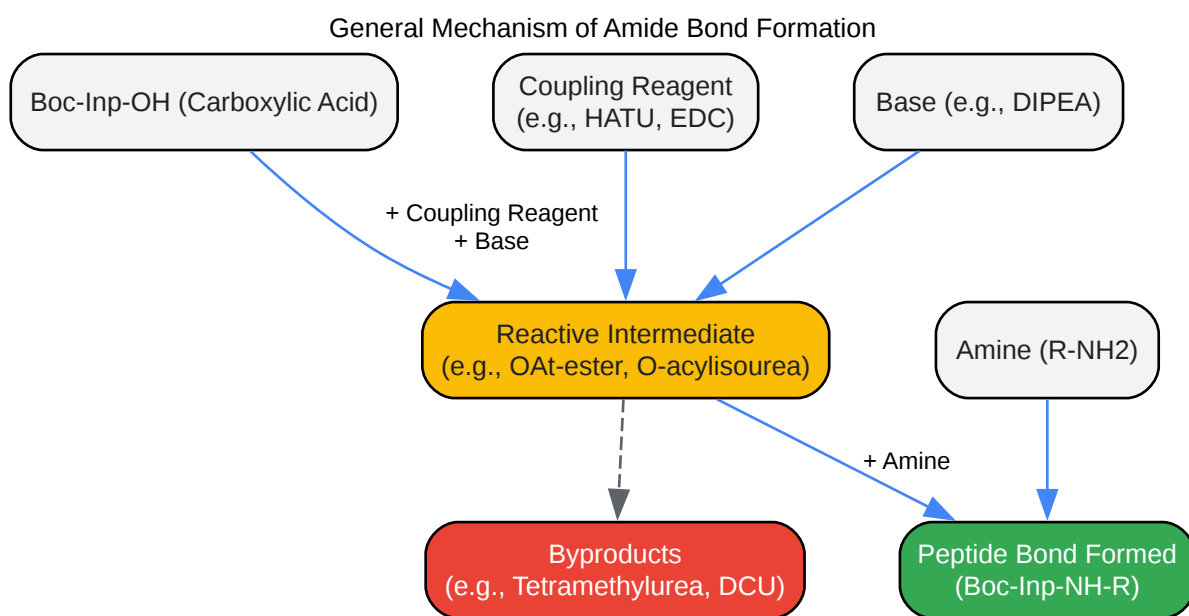 General Mechanism of Amide Bond Formation
Boc-Inp-OH (Carboxylic Acid)
Coupling Reagent
(e.g., HATU, EDC)
Base (e.g., DIPEA)
+ Coupling Reagent
+ Base
Reactive Intermediate
(e.g., OAt-ester, O-acylisourea)
Amine (R-NH2)
+ Amine
Byproducts
(e.g., Tetramethylurea, DCU)
Peptide Bond Formed
(Boc-Inp-NH-R)